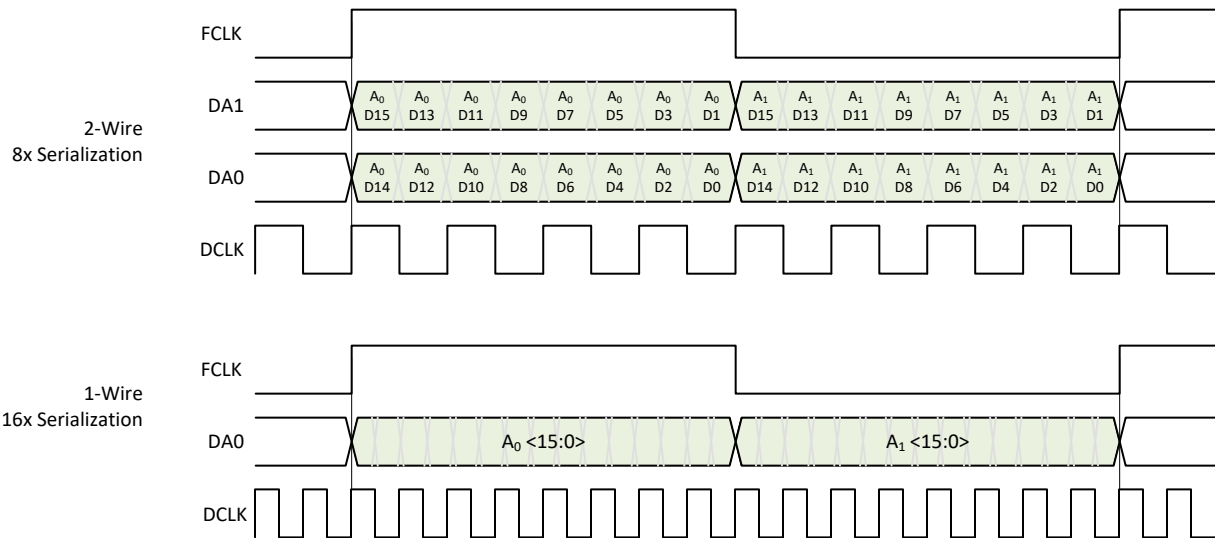 FCLK
DA1
A0 A0 A0 A0 A0 A0 A0 A0 A1 A1 A1 A1 A1 A1 A1 A1
D15 D13 D11 D9 D7 D5 D3 D1 D15 D13 D11 D9 D7 D5 D3 D1
2-Wire
8x Serialization
DA0
A0 A0 A0 A0 A0 A0 A0 A0 A1 A1 A1 A1 A1 A1 A1 A1
D14 D12 D10 D8 D6 D4 D2 D0 D14 D12 D10 D8 D6 D4 D2 D0
DCLK
FCLK
1-Wire
16x Serialization
DA0
A0 <15:0> A1 <15:0>
DCLK